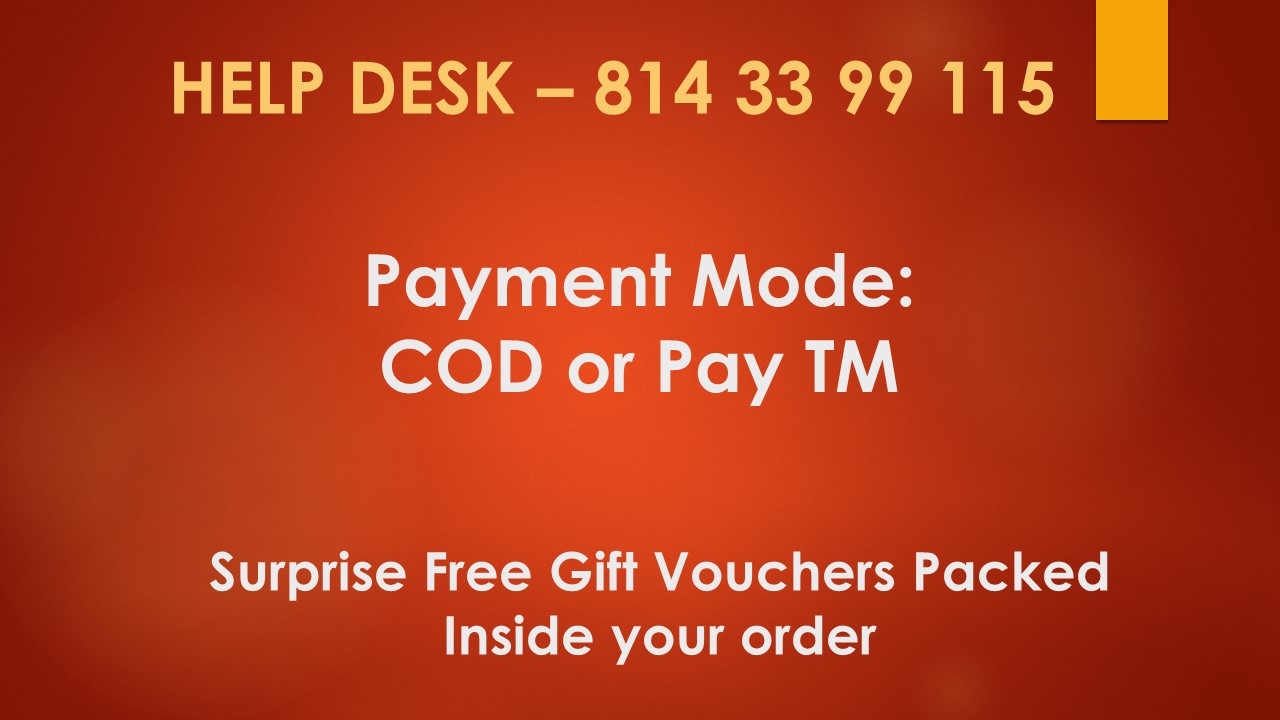 HELP DESK – 814 33 99 115
Payment Mode:
COD or Pay TM
Surprise Free Gift Vouchers Packed
Inside your order